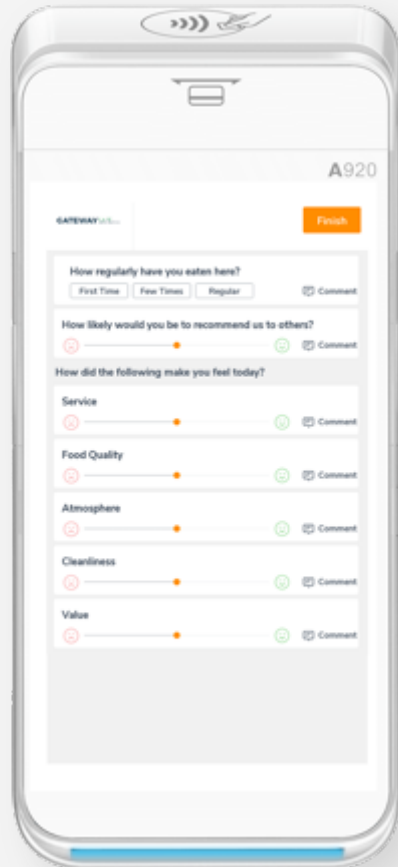 A920
GATEWAY
Finish
How regularly have you eaten here?
First Time Few Times Regular Comment
How likely would you be to recommend us to others?
Comment
How did the following make you feel today?
Service
Comment
Food Quality
Comment
Atmosphere
Comment
Cleanliness
Comment
Value
Comment